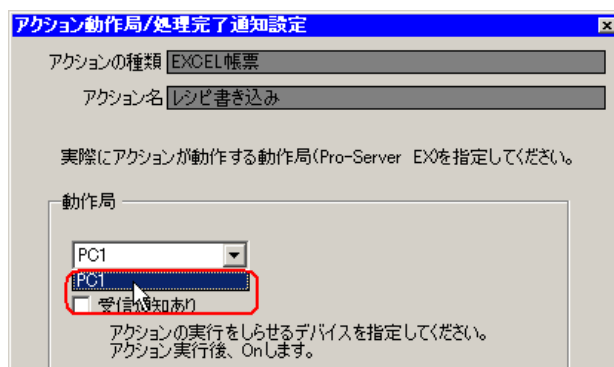 アクション動作局/処理完了通知設定
アクションの種類 EXCEL帳票
アクション名 レシピ書き込み
実際にアクションが動作する動作局(Pro-Server EX)を指定してください。
動作局
PC1
PC1
受信通知あり
アクションの実行をしらせるデバイスを指定してください。
アクション実行後、Onします。